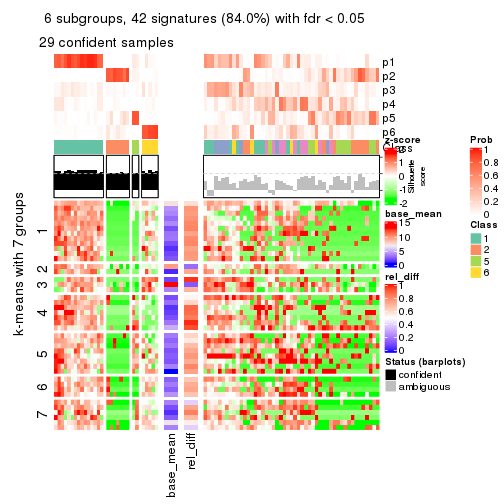 6 subgroups, 42 signatures (84.0%) with fdr < 0.05
29 confident samples
p1
p2
p3
p4
p5
p6
Class
Silhouette
score
k-means with 7 groups
1
2
3
4
5
6
7
base_mean
rel_diff
z-score
2
1
0
-1
-2
base_mean
15
10
5
0
rel_diff
1
0.8
0.6
0.4
0.2
0
Status (barplots)
confident
ambiguous
Prob
1
0.8
0.6
0.4
0.2
0
Class
1
2
5
6